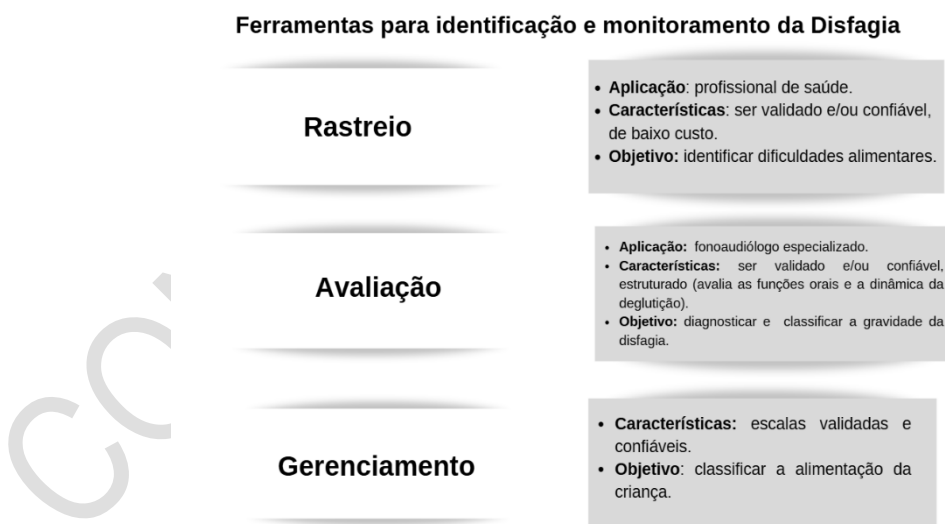 Ferramentas para identificação e monitoramento da Disfagia
Rastreio
• Aplicação: profissional de saúde.
• Características: ser validado e/ou confiável,
de baixo custo.
• Objetivo: identificar dificuldades alimentares.
Avaliação
• Aplicação: fonoaudiólogo especializado.
• Características: ser validado e/ou confiável,
estruturado (avalia as funções orais e a dinâmica da
deglutição).
• Objetivo: diagnosticar e classificar a gravidade da
disfagia.
Gerenciamento
• Características: escalas validadas e
confiáveis.
• Objetivo: classificar a alimentação da
criança.